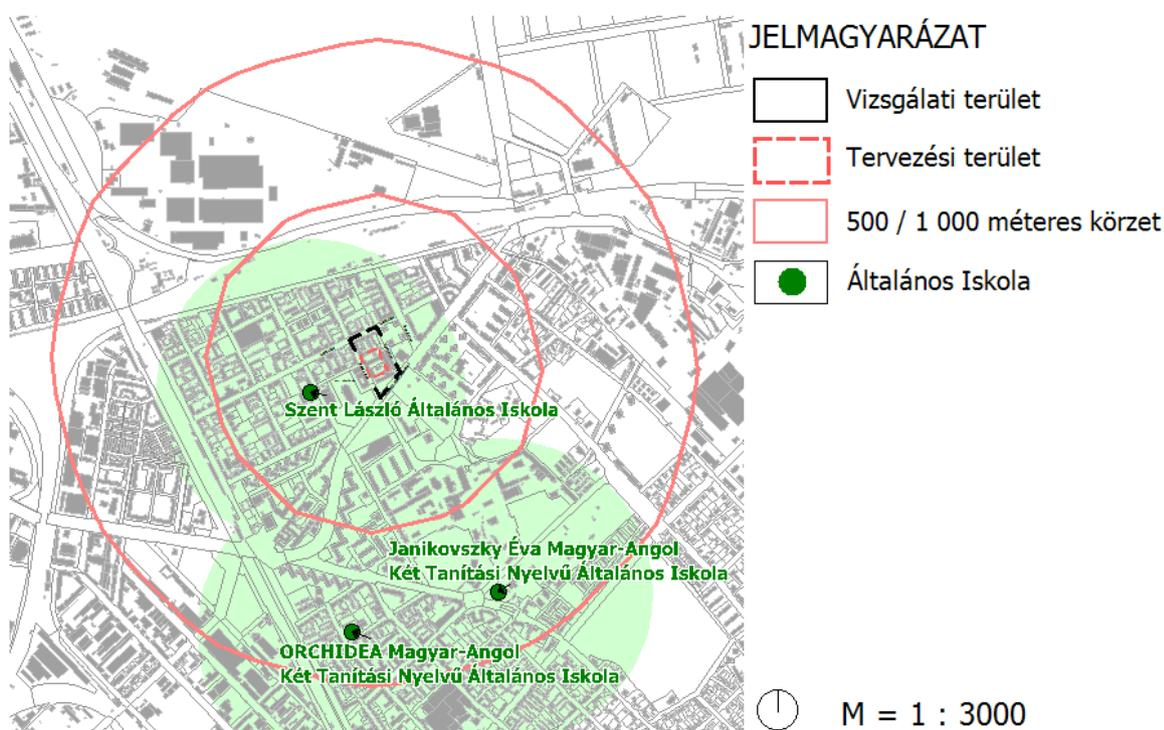 JELMAGYARÁZAT
Vizsgálati terület
Tervezési terület
500 / 1 000 méteres körzet
Általános Iskola
Szent László Általános Iskola
Janikovszky Éva Magyar-Angol
Két Tanítási Nyelvű Általános Iskola
ORCHIDEA Magyar-Angol
Két Tanítási Nyelvű Általános Iskola
M = 1 : 3000